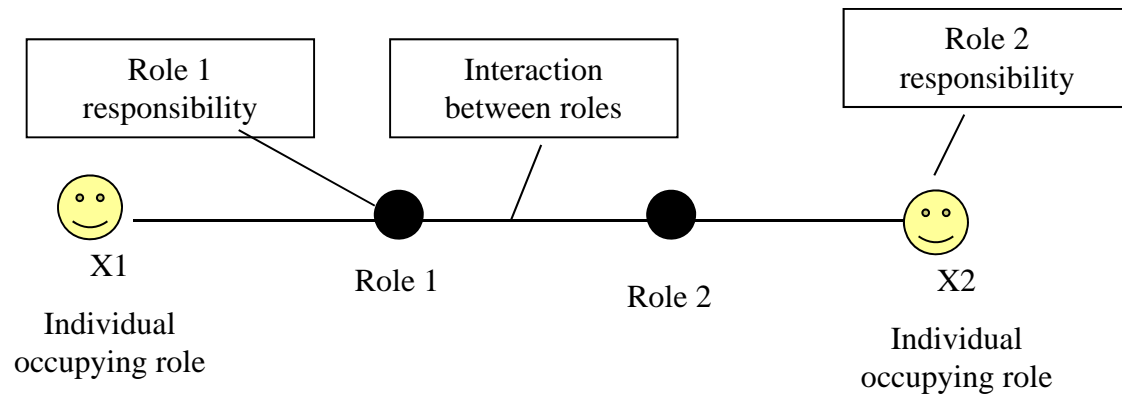 Role 1
responsibility
Interaction
between roles
Role 2
responsibility
X1
Role 1
Role 2
X2
Individual
occupying role
Individual
occupying role